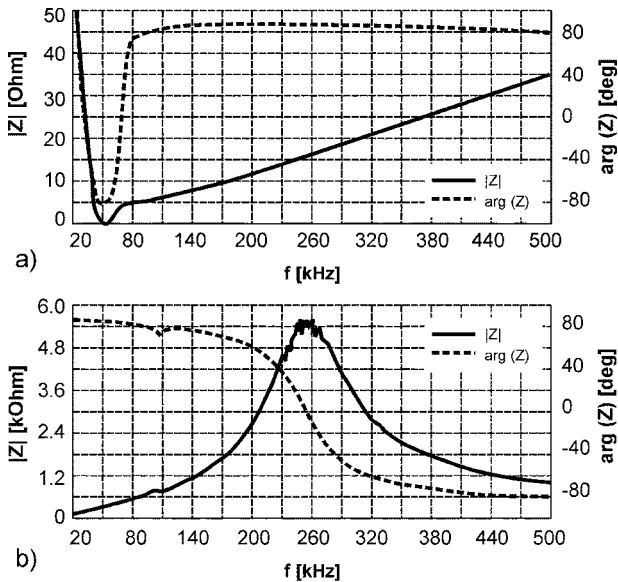 50
40
30
20
10
0
|Z| [Ohm]
80
40
0
-40
-80
arg (Z) [deg]
|Z|
arg (Z)
20 80 140 200 260 320 380 440 500
f [kHz]
a)
6.0
4.8
3.6
2.4
1.2
0
|Z| [kOhm]
80
40
0
-40
-80
arg (Z) [deg]
|Z|
arg (Z)
20 80 140 200 260 320 380 440 500
f [kHz]
b)